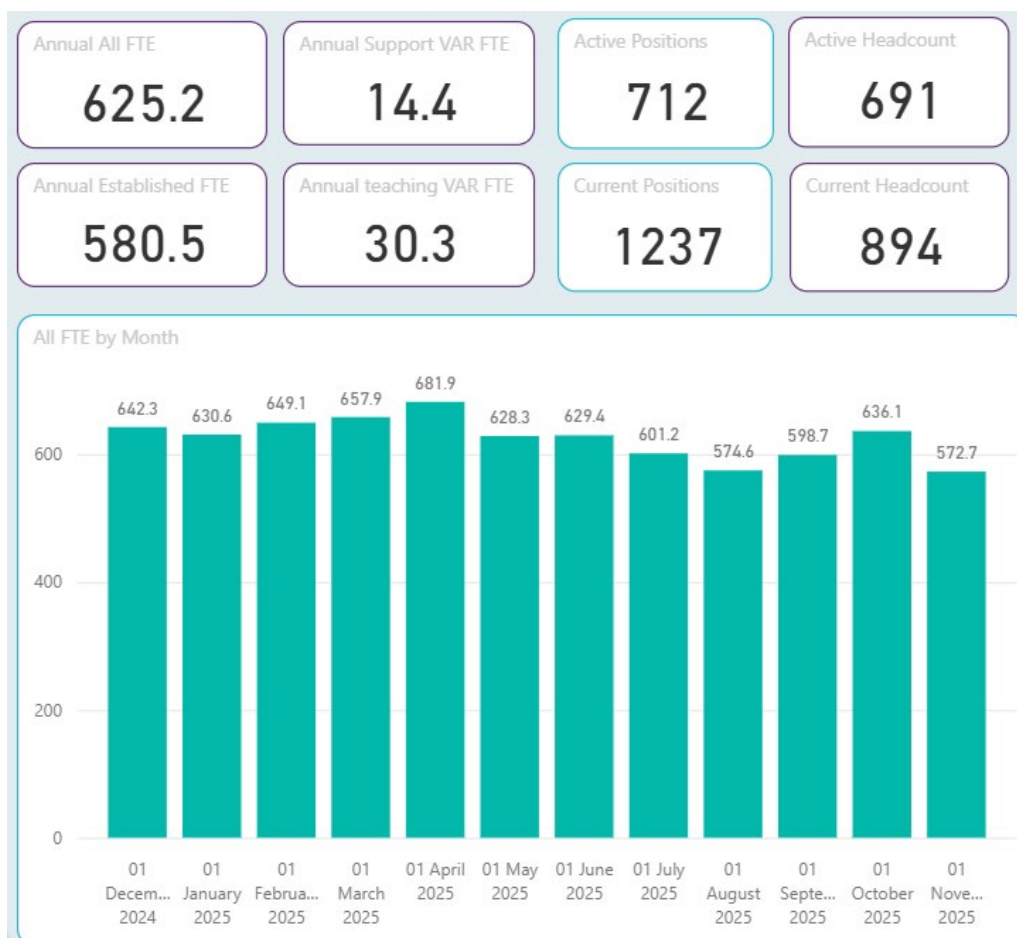 Annual All FTE
625.2
Annual Support VAR FTE
14.4
Active Positions
712
Active Headcount
691
Annual Established FTE
580.5
Annual teaching VAR FTE
30.3
Current Positions
1237
Current Headcount
894
All FTE by Month
642.3
630.6
649.1
657.9
681.9
628.3
629.4
601.2
574.6
598.7
636.1
572.7
600
400
200
0
01
Decem...
2024
01
January
2025
01
Februa...
2025
01
March
2025
01 April
2025
01 May
2025
01 June
2025
01 July
2025
01
August
2025
01
Septe...
2025
01
October
2025
01
Nove...
2025